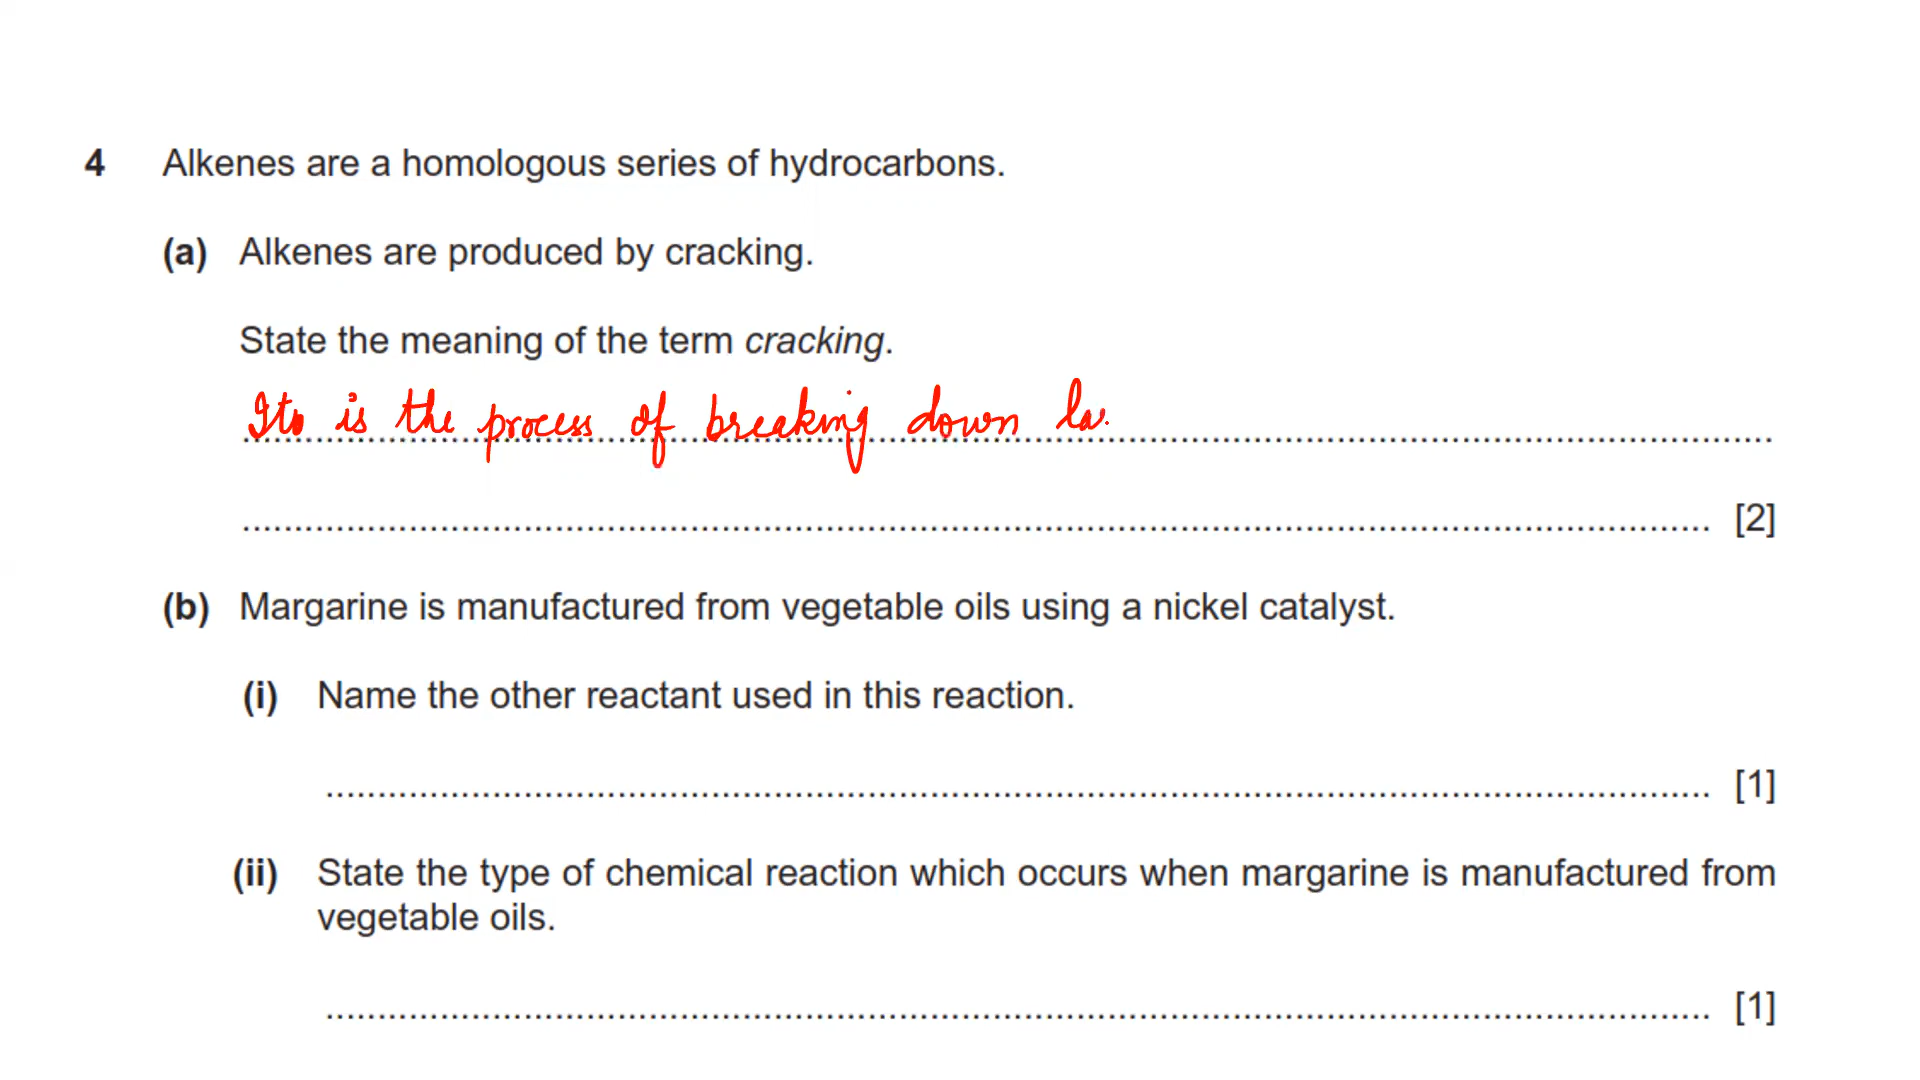 4 Alkenes are a homologous series of hydrocarbons.
(a) Alkenes are produced by cracking.
State the meaning of the term cracking.
It is the process of breaking down
[2]
(b) Margarine is manufactured from vegetable oils using a nickel catalyst.
(i) Name the other reactant used in this reaction.
[1]
(ii) State the type of chemical reaction which occurs when margarine is manufactured from
vegetable oils.
[1]